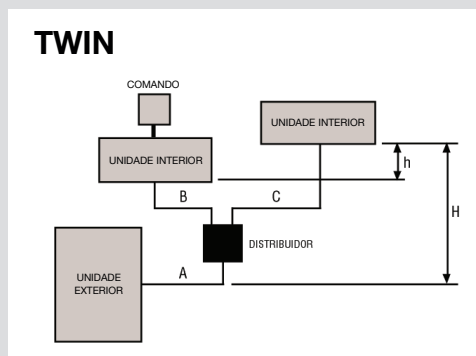 TWIN
COMANDO
UNIDADE INTERIOR
UNIDADE INTERIOR
h
B
C
H
DISTRIBUIDOR
A
UNIDADE
EXTERIOR